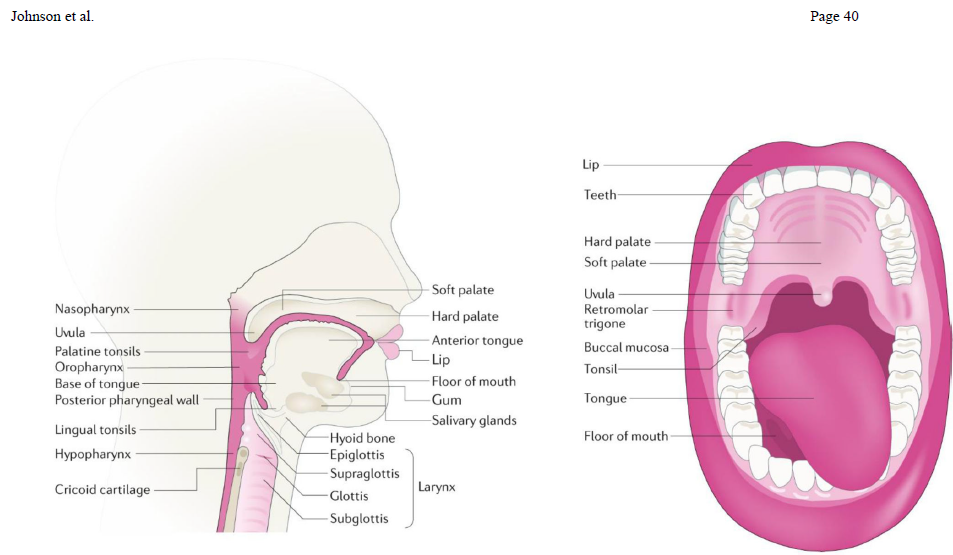 Johnson et al.
Page 40
Nasopharynx
Uvula
Palatine tonsils
Oropharynx
Base of tongue
Posterior pharyngeal wall
Lingual tonsils
Hypopharynx
Cricoid cartilage
Soft palate
Hard palate
Anterior tongue
Lip
Floor of mouth
Gum
Salivary glands
Hyoid bone
Epiglottis
Supraglottis
Glottis
Subglottis
Larynx
Lip
Teeth
Hard palate
Soft palate
Uvula
Retromolar
trigone
Buccal mucosa
Tonsil
Tongue
Floor of mouth